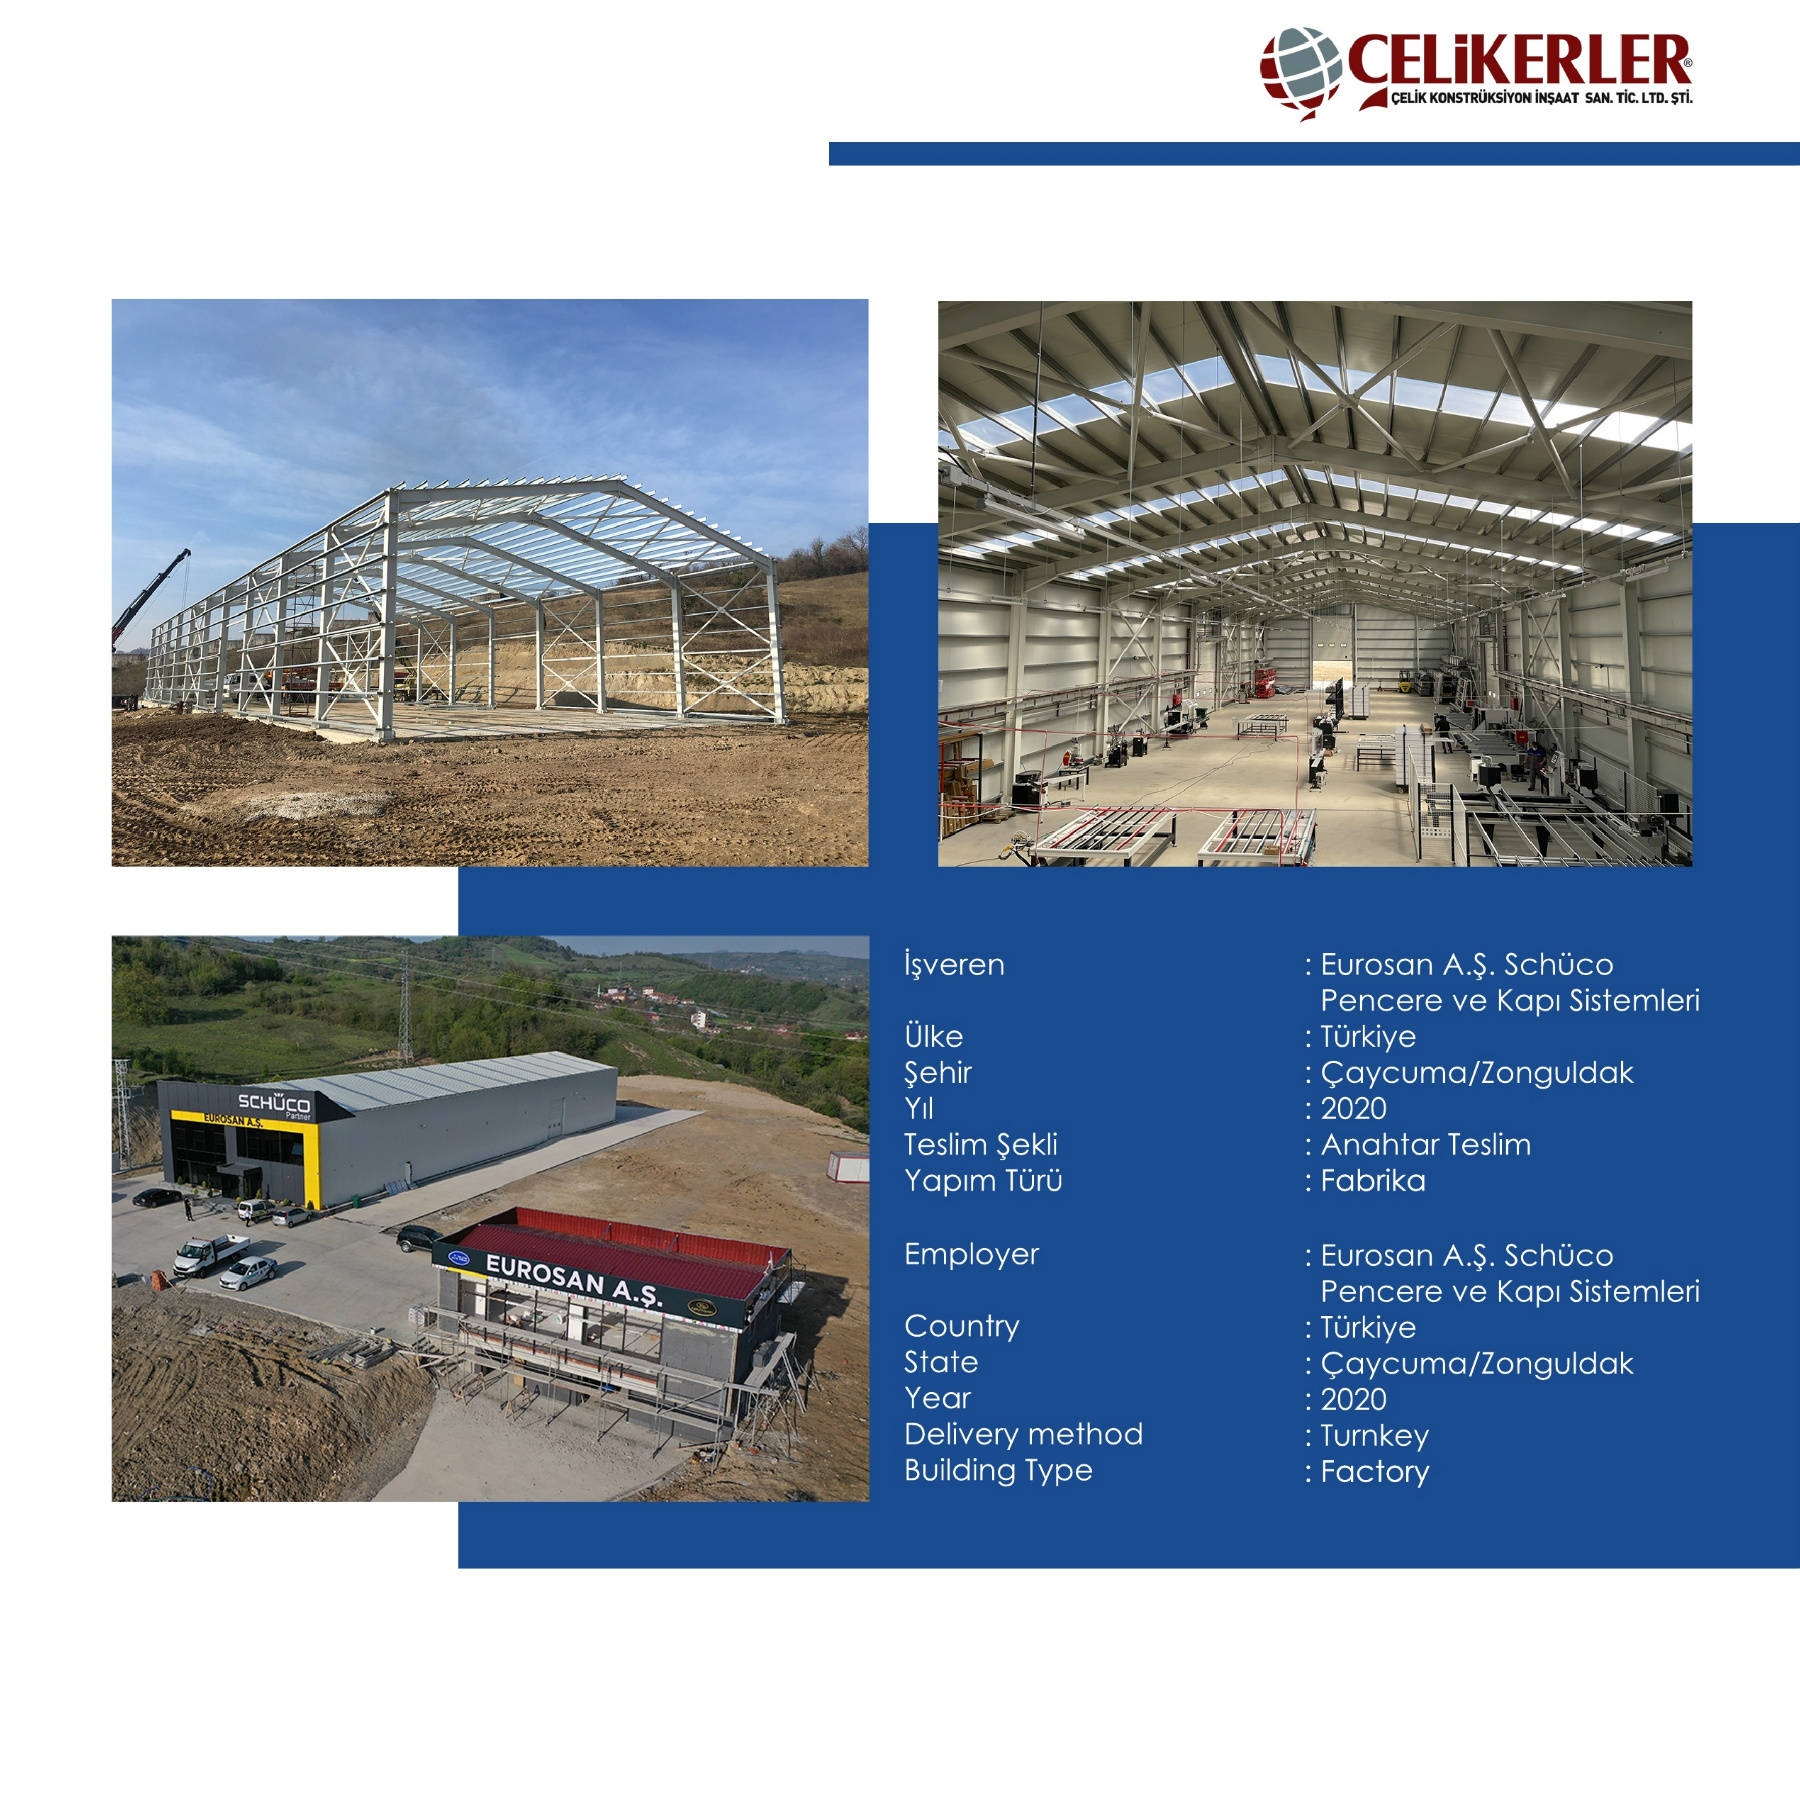 ÇELİKERLER®
ÇELİK KONSTRÜKSİYON İNŞAAT SAN. TİC. LTD. ŞTİ.
SCHÜCO
Partner
EUROSAN A.Ş.
EUROSAN A.Ş.
İşveren : Eurosan A.Ş. Schüco
Pencere ve Kapı Sistemleri
Ülke : Türkiye
Şehir : Çaycuma/Zonguldak
Yıl : 2020
Teslim Şekli : Anahtar Teslim
Yapım Türü : Fabrika
Employer : Eurosan A.Ş. Schüco
Pencere ve Kapı Sistemleri
Country : Türkiye
State : Çaycuma/Zonguldak
Year : 2020
Delivery method : Turnkey
Building Type : Factory